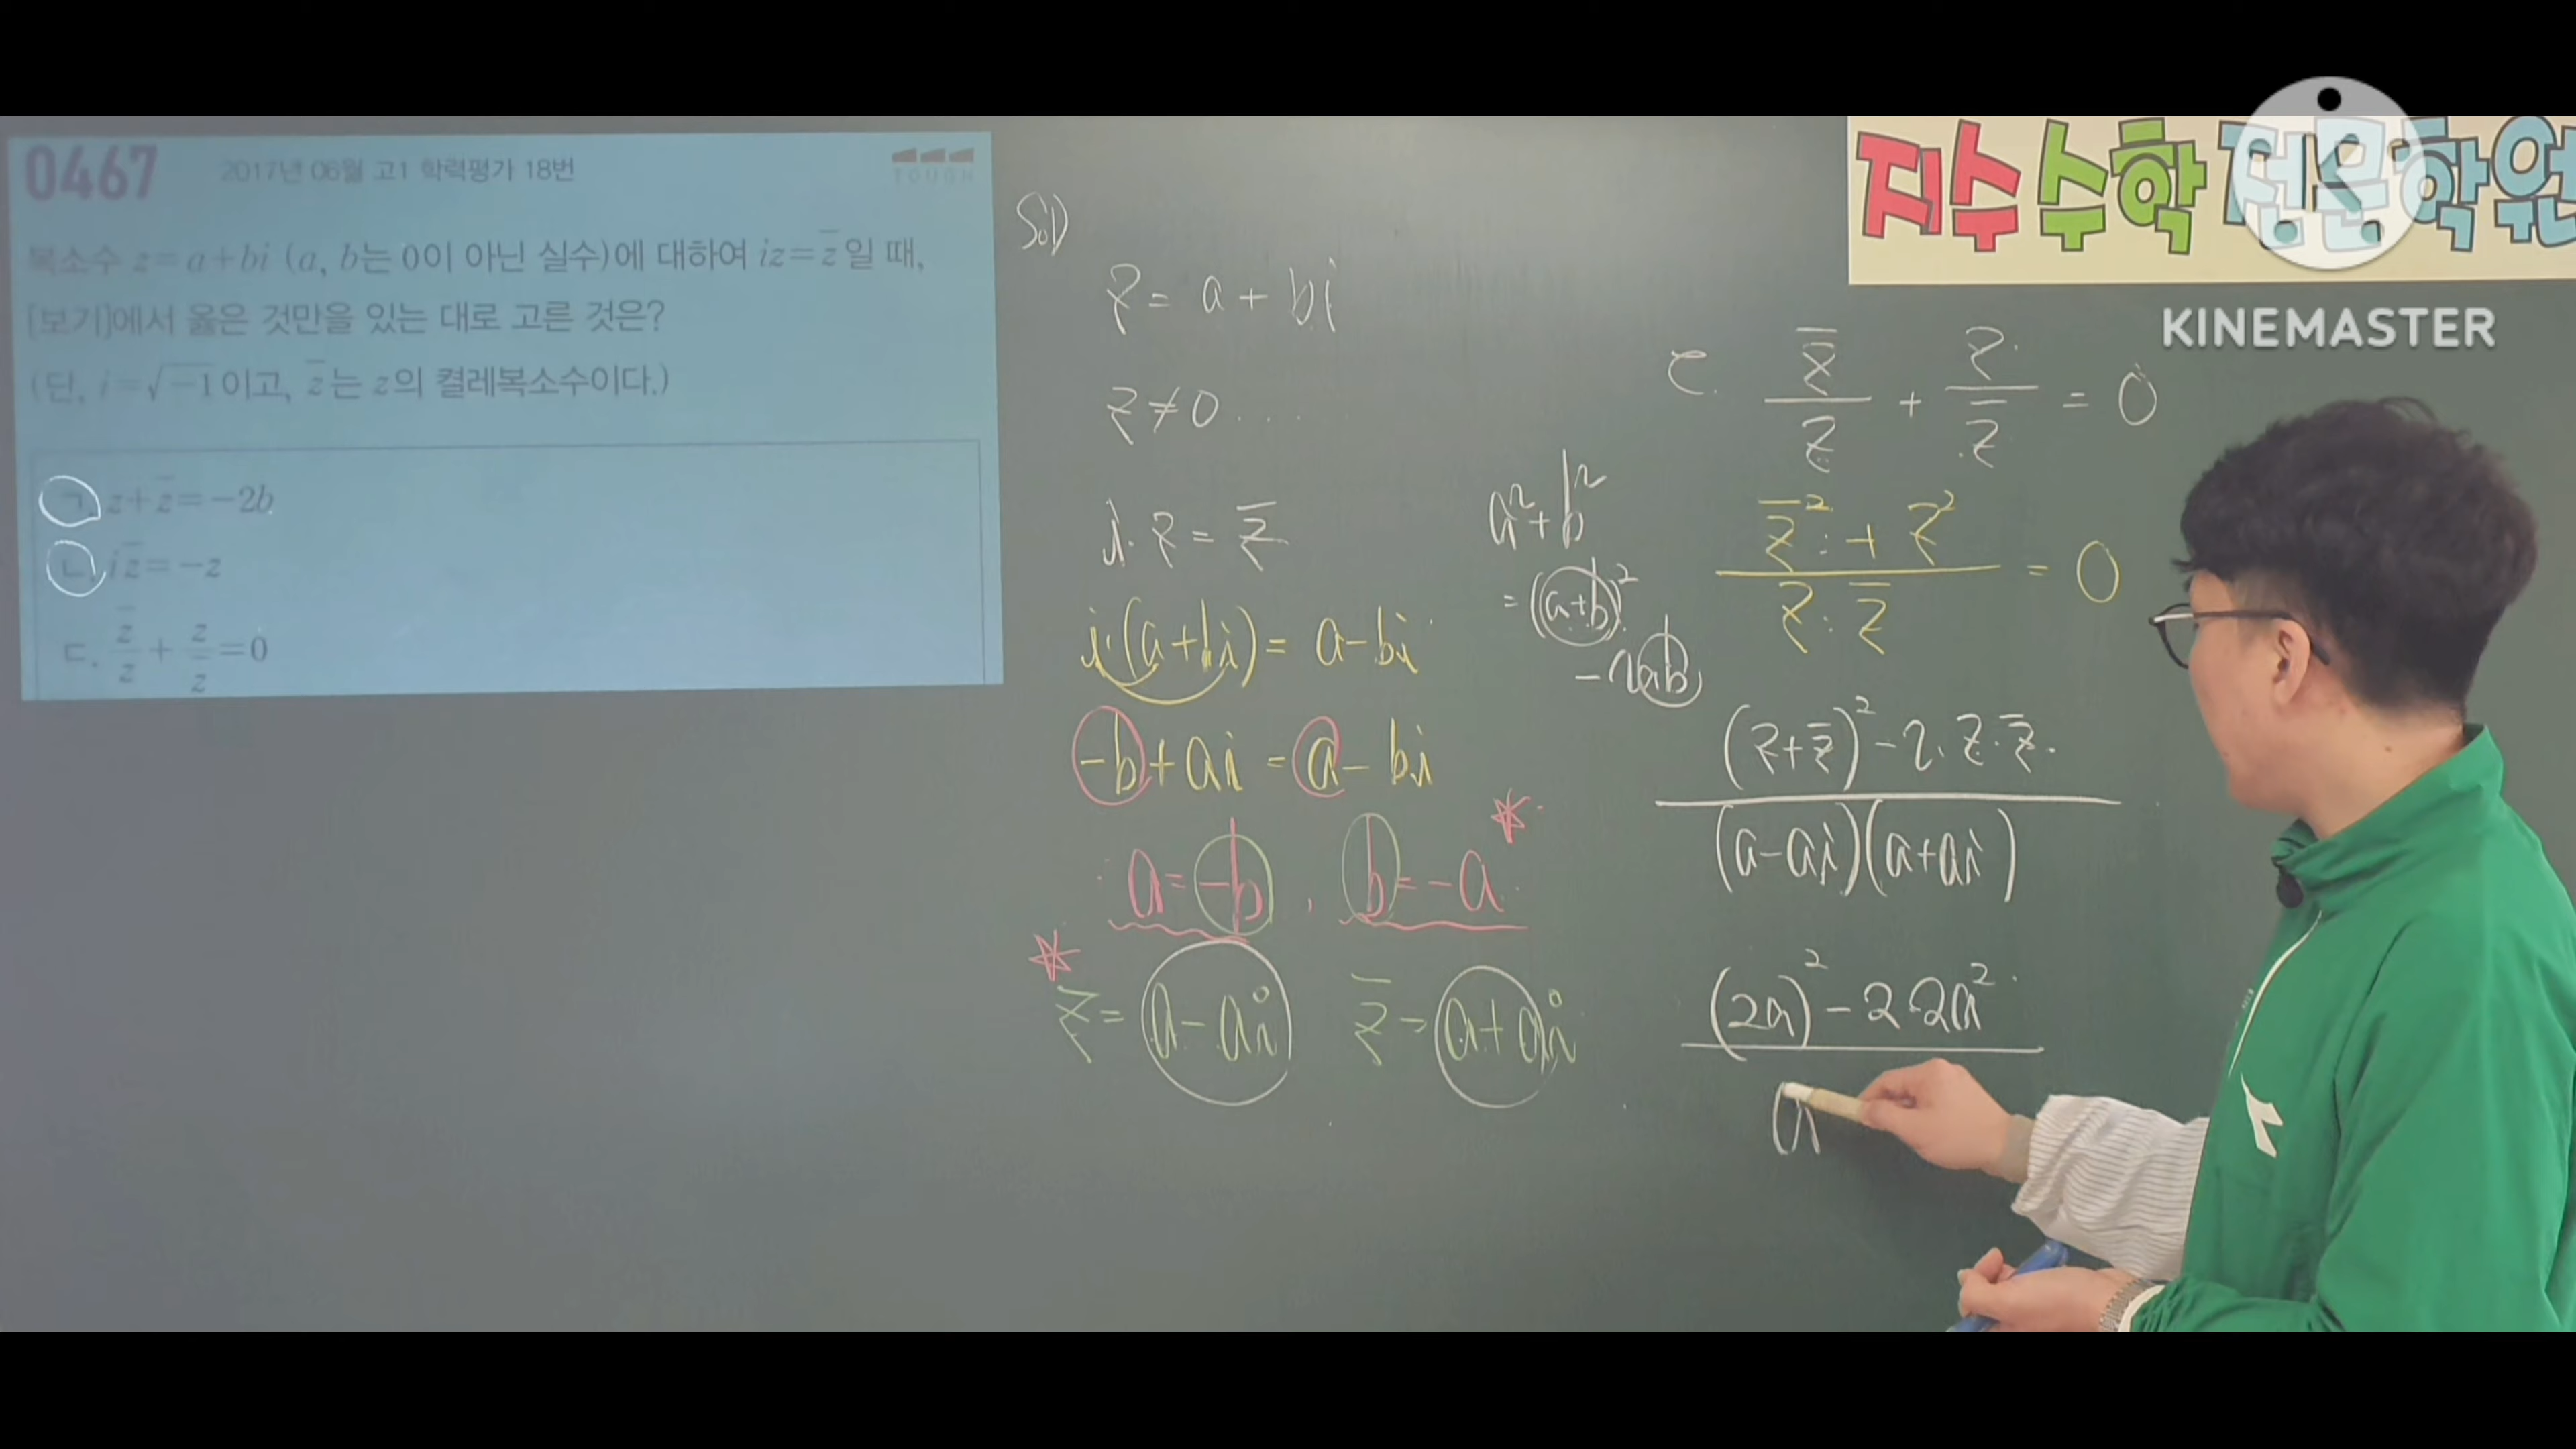 0467 2017년 06월 고1 학력평가 18번
TOUGH
복소수 z=a+bi (a, b는 0이 아닌 실수)에 대하여 iz=z̅일 때,
[보기]에서 옳은 것만을 있는 대로 고른 것은?
(단, i=√-1이고, z̅는 z의 켤레복소수이다.)
ㄱ. z+z̅=-2b
ㄴ. iz̅=-z
ㄷ. z̅/z + z/z̅ =0
Sol)
z = a + bi
z ≠ 0 ....
i·z = z̅
i·(a+bi) = a-bi
-b+ai = a-bi
a=-b, b=-a
z = a-ai z̅ = a+ai
a²+b²
=(a+b)²
-2ab
ㄷ. z̅/z + z/z̅ = 0
(z̅²+z²)/(z·z̅) = 0
(z+z̅)²-2·z·z̅
(a-ai)(a+ai)
(2a)²-2·2a²
a
지수수학전문학원
KINEMASTER